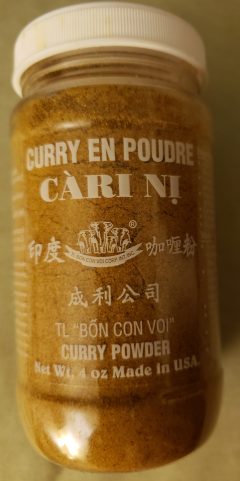 CURRY EN POUDRE
CÀRI NỊ
印度 ® 咖喱粉
成利公司
TL "BỐN CON VOI"
CURRY POWDER
Net Wt. 4 oz Made in USA.